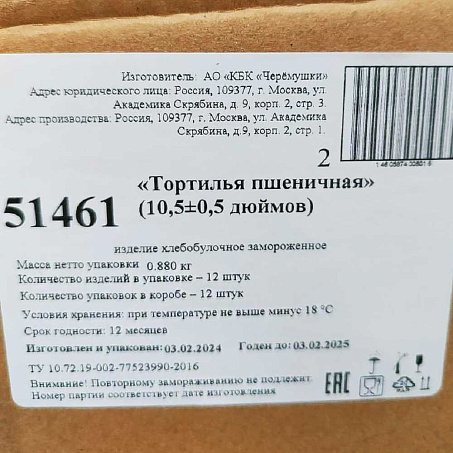 Изготовитель: АО «КБК «Черёмушки»
Адрес юридического лица: Россия, 109377, г. Москва, ул.
Академика Скрябина, д. 9, корп. 2, стр. 3.
Адрес производства: Россия, 109377, г. Москва, ул. Академика
Скрябина, д.9, корп. 2, стр. 1.
2
«Тортилья пшеничная»
51461 (10,5±0,5 дюймов)
изделие хлебобулочное замороженное
Масса нетто упаковки 0.880 кг
Количество изделий в упаковке – 12 штук
Количество упаковок в коробе – 12 штук
Условия хранения: при температуре не выше минус 18 °C
Срок годности: 12 месяцев
Изготовлен и упакован: 03.02.2024 Годен до: 03.02.2025
ТУ 10.72.19-002-77523990-2016
Внимание! Повторному замораживанию не подлежит.
Номер партии соответствует дате изготовления
EAC